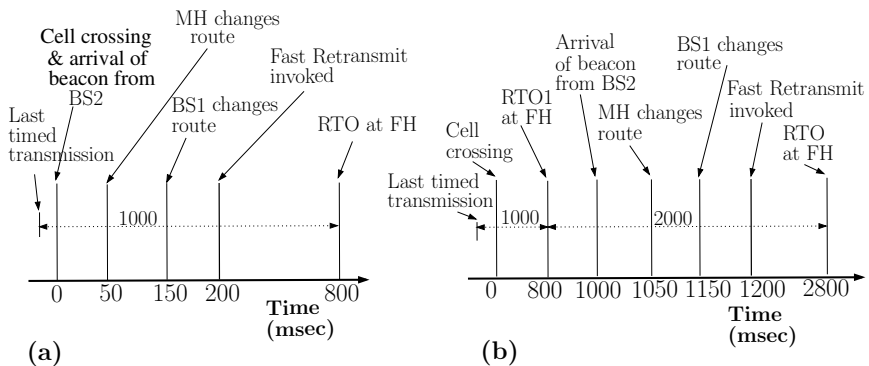 MH changes
route
Cell crossing
& arrival of
beacon from
BS2
Fast Retransmit
invoked
Last
timed
transmission
BS1 changes
route
RTO at FH
1000
0
50
150
200
800
Time
(msec)
(a)
Arrival
of beacon
from BS2
BS1 changes
route
RTO1
at FH
Fast Retransmit
invoked
Cell
crossing
MH changes
route
RTO
at FH
Last timed
transmission
1000
2000
0
800
1000
1050
1150
1200
2800
Time
(msec)
(b)